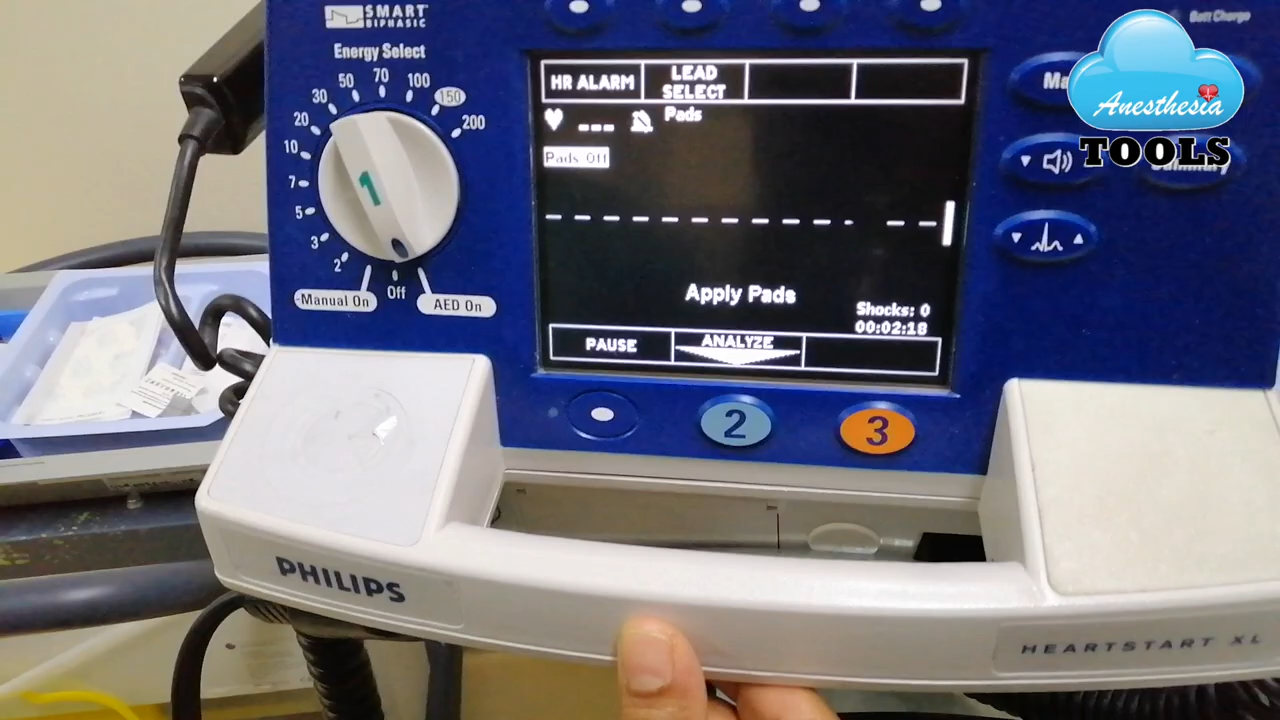 SMART
BIPHASIC
Energy Select
2
3
5
7
10
20
30
50
70
100
150
200
1
Manual On
Off
AED On
HR ALARM
LEAD
SELECT
Pads
---
Pads Off
Apply Pads
Shocks: 0
00:02:18
PAUSE
ANALYZE
2
3
Batt Charge
Anesthesia
TOOLS
Summary
PHILIPS
HEARTSTART XL